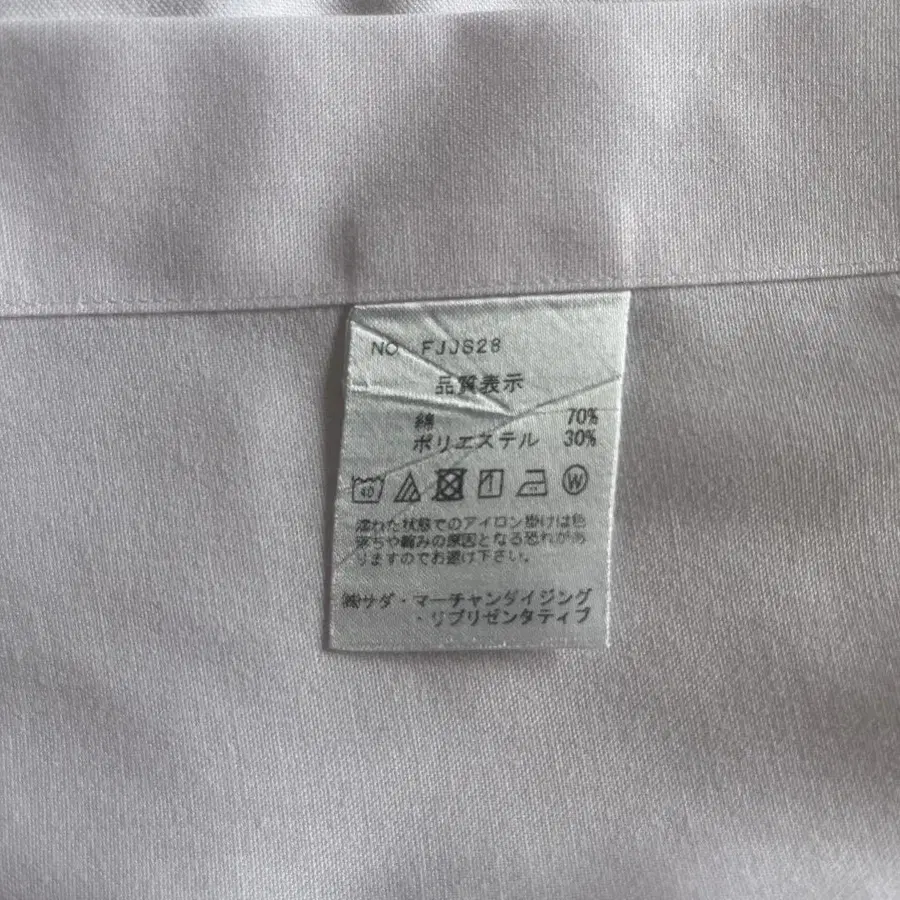 NO. FJJS28
品質表示
綿 70%
ポリエステル 30%
40 W
濡れた状態でのアイロン掛けは色
落ちや縮みの原因となる恐れがあ
りますのでお避け下さい。
㈱サダ・マーチャンダイジング
・リプリゼンタティブ